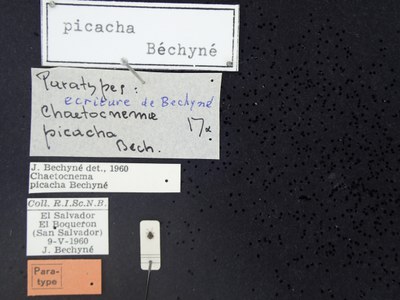 picacha
Béchyné
Paratypes:
ecriture de Bechyné
Chaetocnema
picacha
Bech.
J. Bechyné det., 1960
Chaetocnema
picacha Bechyné
Coll. R.I.Sc.N.B.
El Salvador
El Boqueron
(San Salvador)
9-V-1960
J. Bechyné
Para-
type